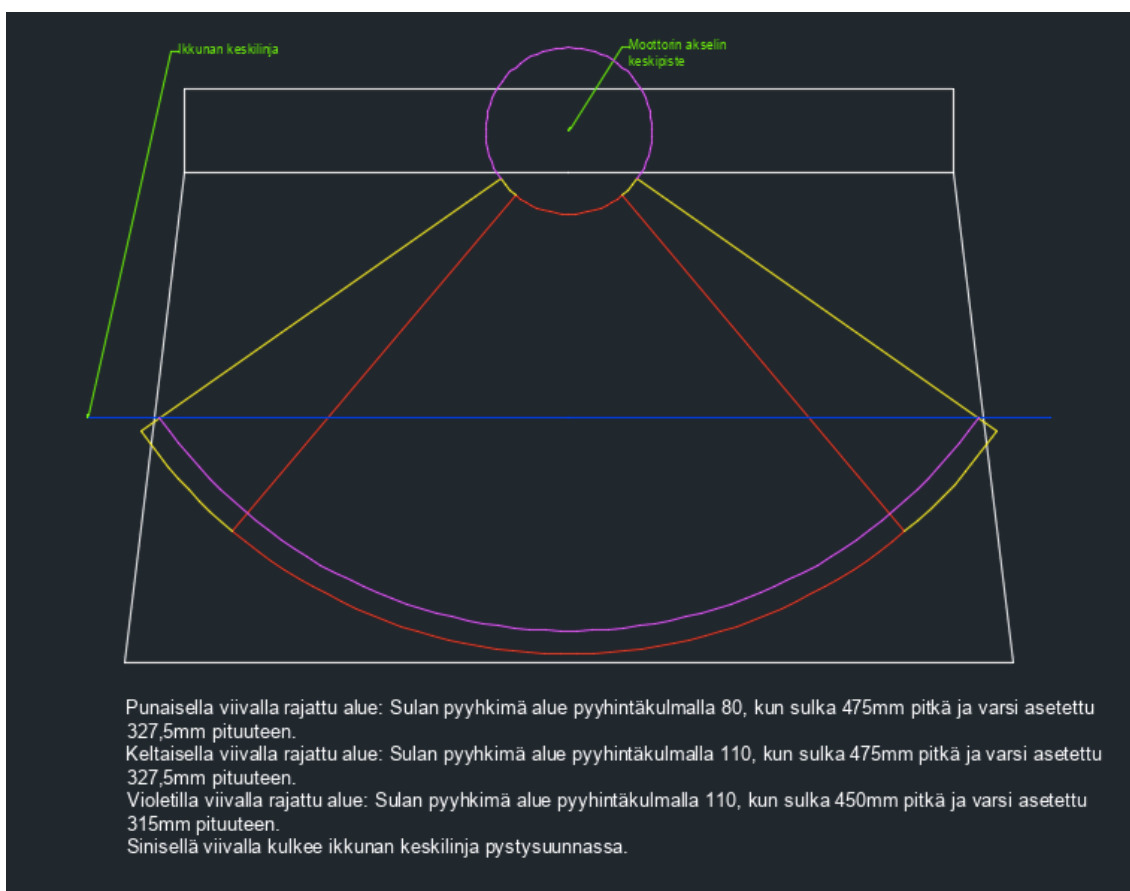 Ikkunan keskilinja
Moottorin akselin
keskipiste
Punaisella viivalla rajattu alue: Sulan pyyhkimä alue pyyhintäkulmalla 80, kun sulka 475mm pitkä ja varsi asetettu
327,5mm pituuteen.
Keltaisella viivalla rajattu alue: Sulan pyyhkimä alue pyyhintäkulmalla 110, kun sulka 475mm pitkä ja varsi asetettu
327,5mm pituuteen.
Violetilla viivalla rajattu alue: Sulan pyyhkimä alue pyyhintäkulmalla 110, kun sulka 450mm pitkä ja varsi asetettu
315mm pituuteen.
Sinisellä viivalla kulkee ikkunan keskilinja pystysuunnassa.